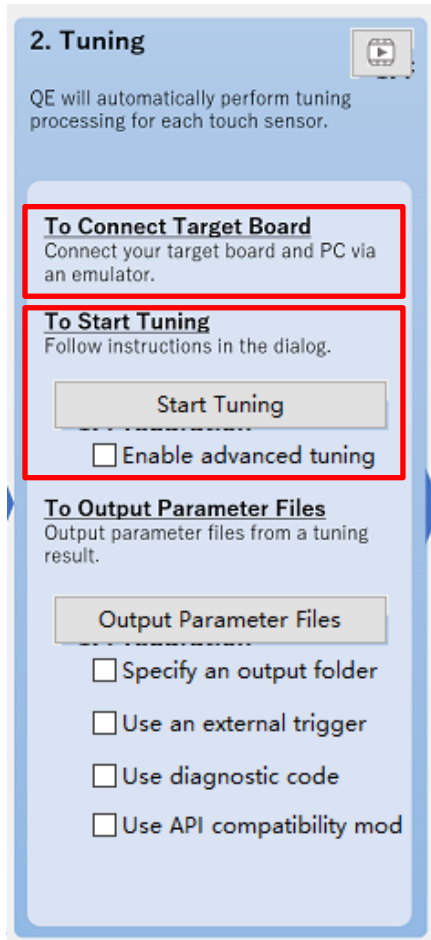 2. Tuning
QE will automatically perform tuning
processing for each touch sensor.
To Connect Target Board
Connect your target board and PC via
an emulator.
To Start Tuning
Follow instructions in the dialog.
Start Tuning
Enable advanced tuning
To Output Parameter Files
Output parameter files from a tuning
result.
Output Parameter Files
Specify an output folder
Use an external trigger
Use diagnostic code
Use API compatibility mod